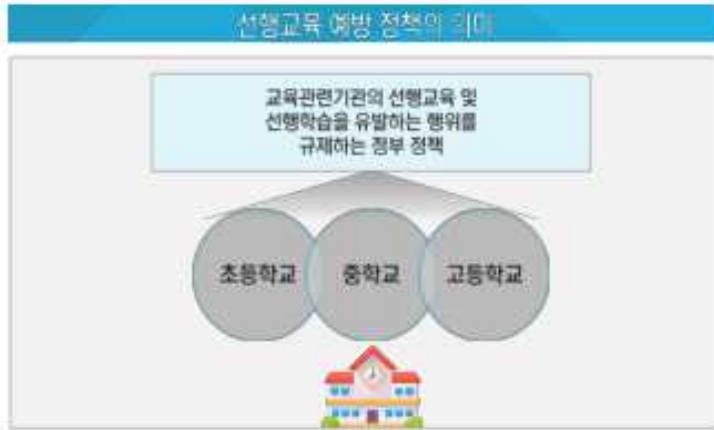 선행교육 예방 정책의 의미
교육관련기관의 선행교육 및
선행학습을 유발하는 행위를
규제하는 정부 정책
초등학교
중학교
고등학교